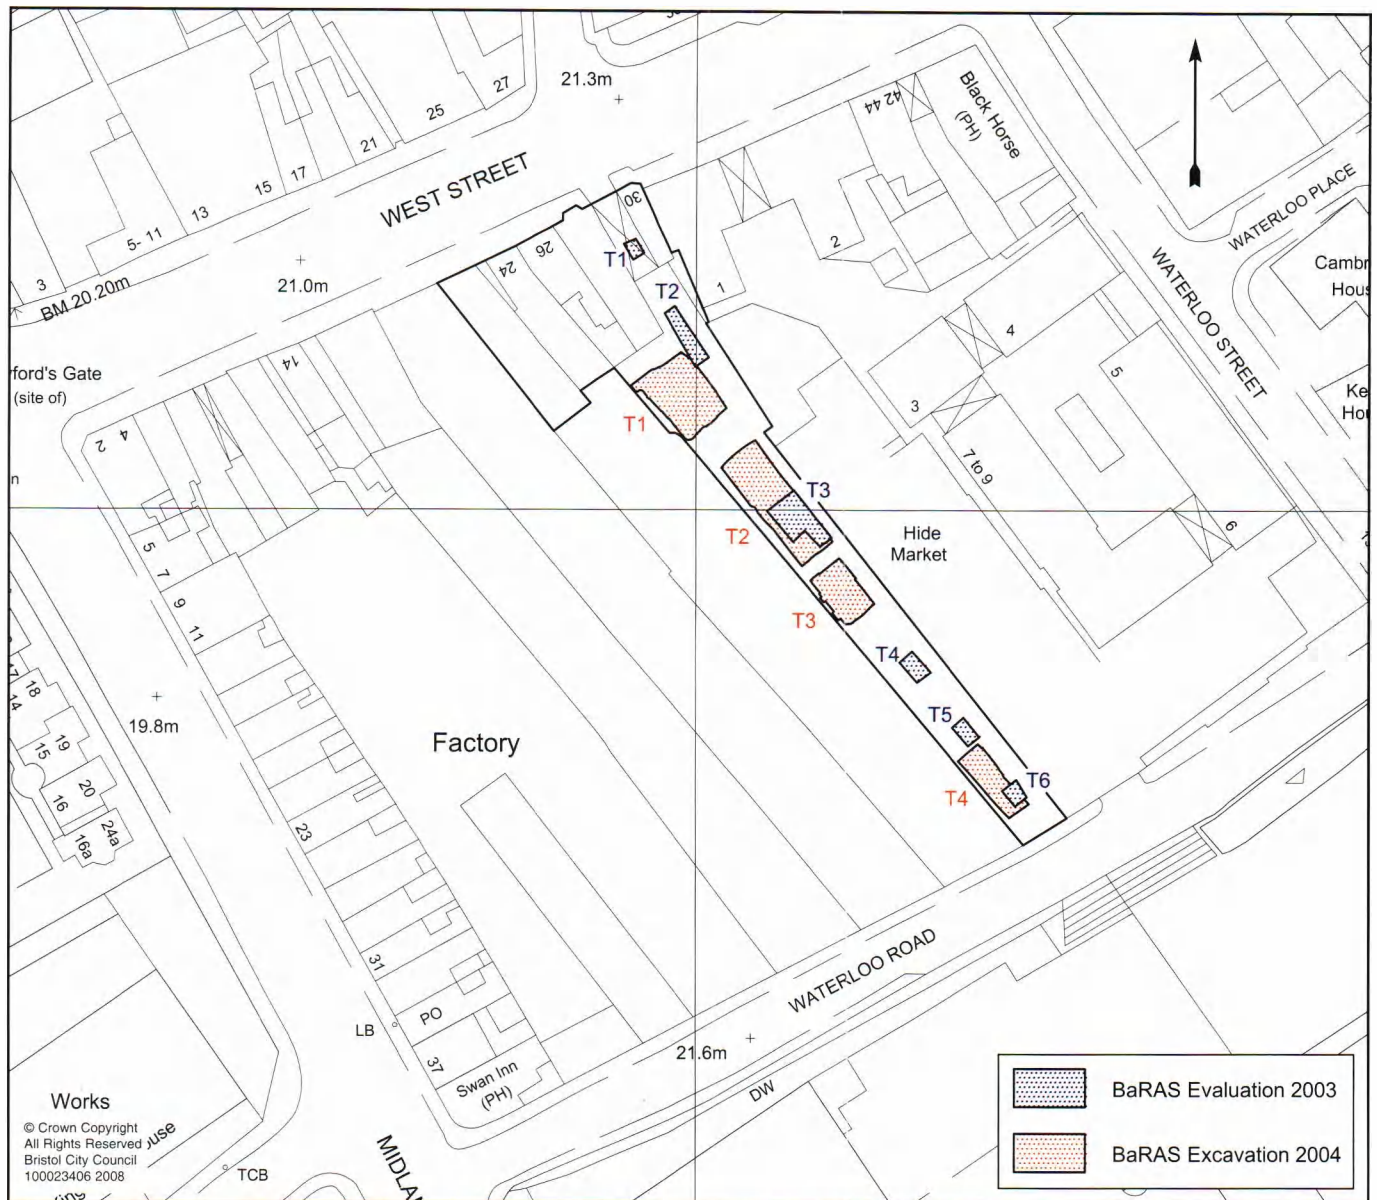 21.3m
27
25
21
17
15
13
5- 11
3
WEST STREET
BM 20.20m
21.0m
42 44
Black Horse
(PH)
WATERLOO PLACE
WATERLOO STREET
Cambr
Hous
Ke
Hou
30
26
24
T1
T2
1
2
3
4
5
6
7 to 9
14
rford's Gate
(site of)
2
4
n
T1
T3
T2
Hide
Market
T3
T4
T5
T6
T4
5
7
9
11
17
18
14
15
19
16
20
16a
24a
19.8m
Factory
23
31
LB
PO
37
Swan Inn
(PH)
WATERLOO ROAD
21.6m
DW
MIDLA
TCB
Works
© Crown Copyright
All Rights Reserved
Bristol City Council
100023406 2008
use
BaRAS Evaluation 2003
BaRAS Excavation 2004